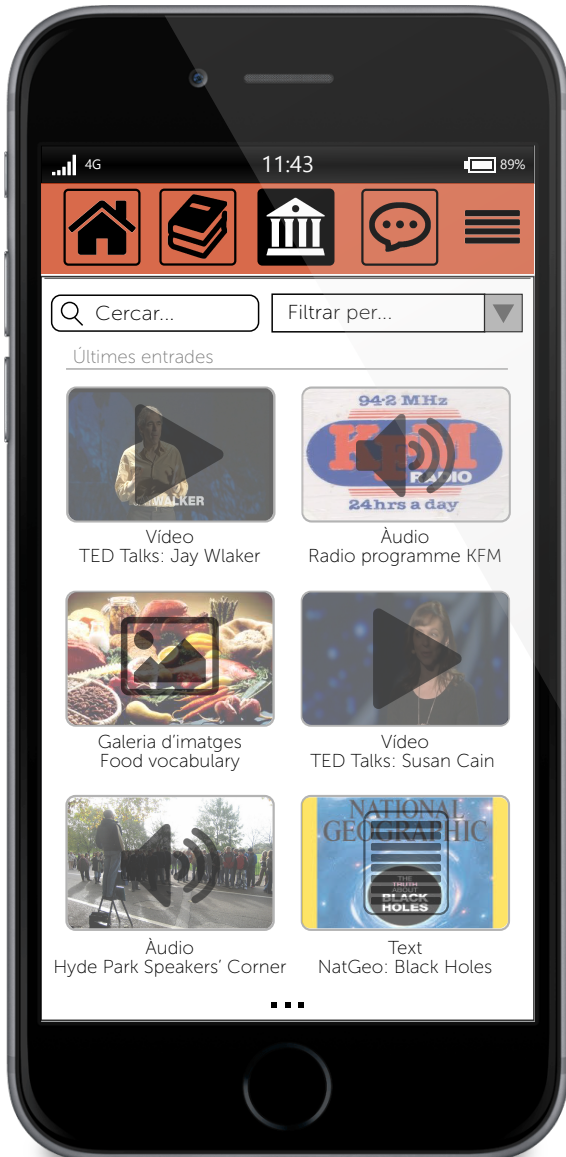 4G
11:43
89%
Cercar...
Filtrar per...
Últimes entrades
WALKER
94·2 MHz
KFM
RADIO
24hrs a day
Vídeo
TED Talks: Jay Wlaker
Àudio
Radio programme KFM
Galeria d'imatges
Food vocabulary
Vídeo
TED Talks: Susan Cain
NATIONAL
GEOGRAPHIC
THE
TRUTH
ABOUT
BLACK
HOLES
Àudio
Hyde Park Speakers' Corner
Text
NatGeo: Black Holes
...